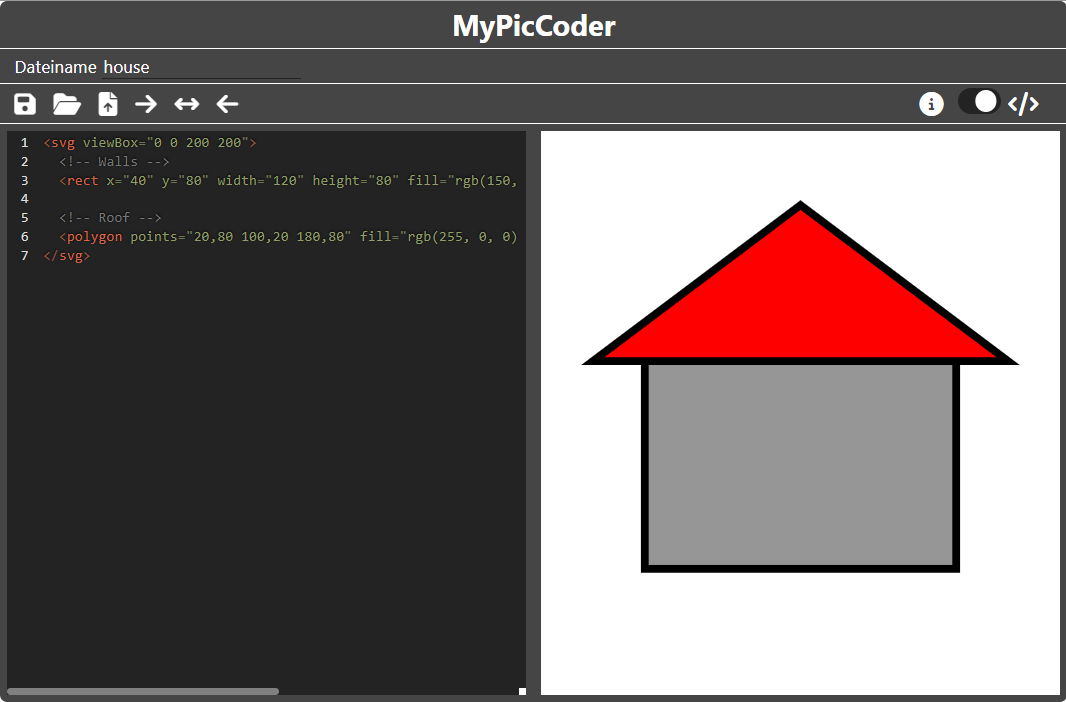 MyPicCoder
Dateiname house
1 <svg viewBox="0 0 200 200">
2 <!-- Walls -->
3 <rect x="40" y="80" width="120" height="80" fill="rgb(150,
4
5 <!-- Roof -->
6 <polygon points="20,80 100,20 180,80" fill="rgb(255, 0, 0)
7 </svg>